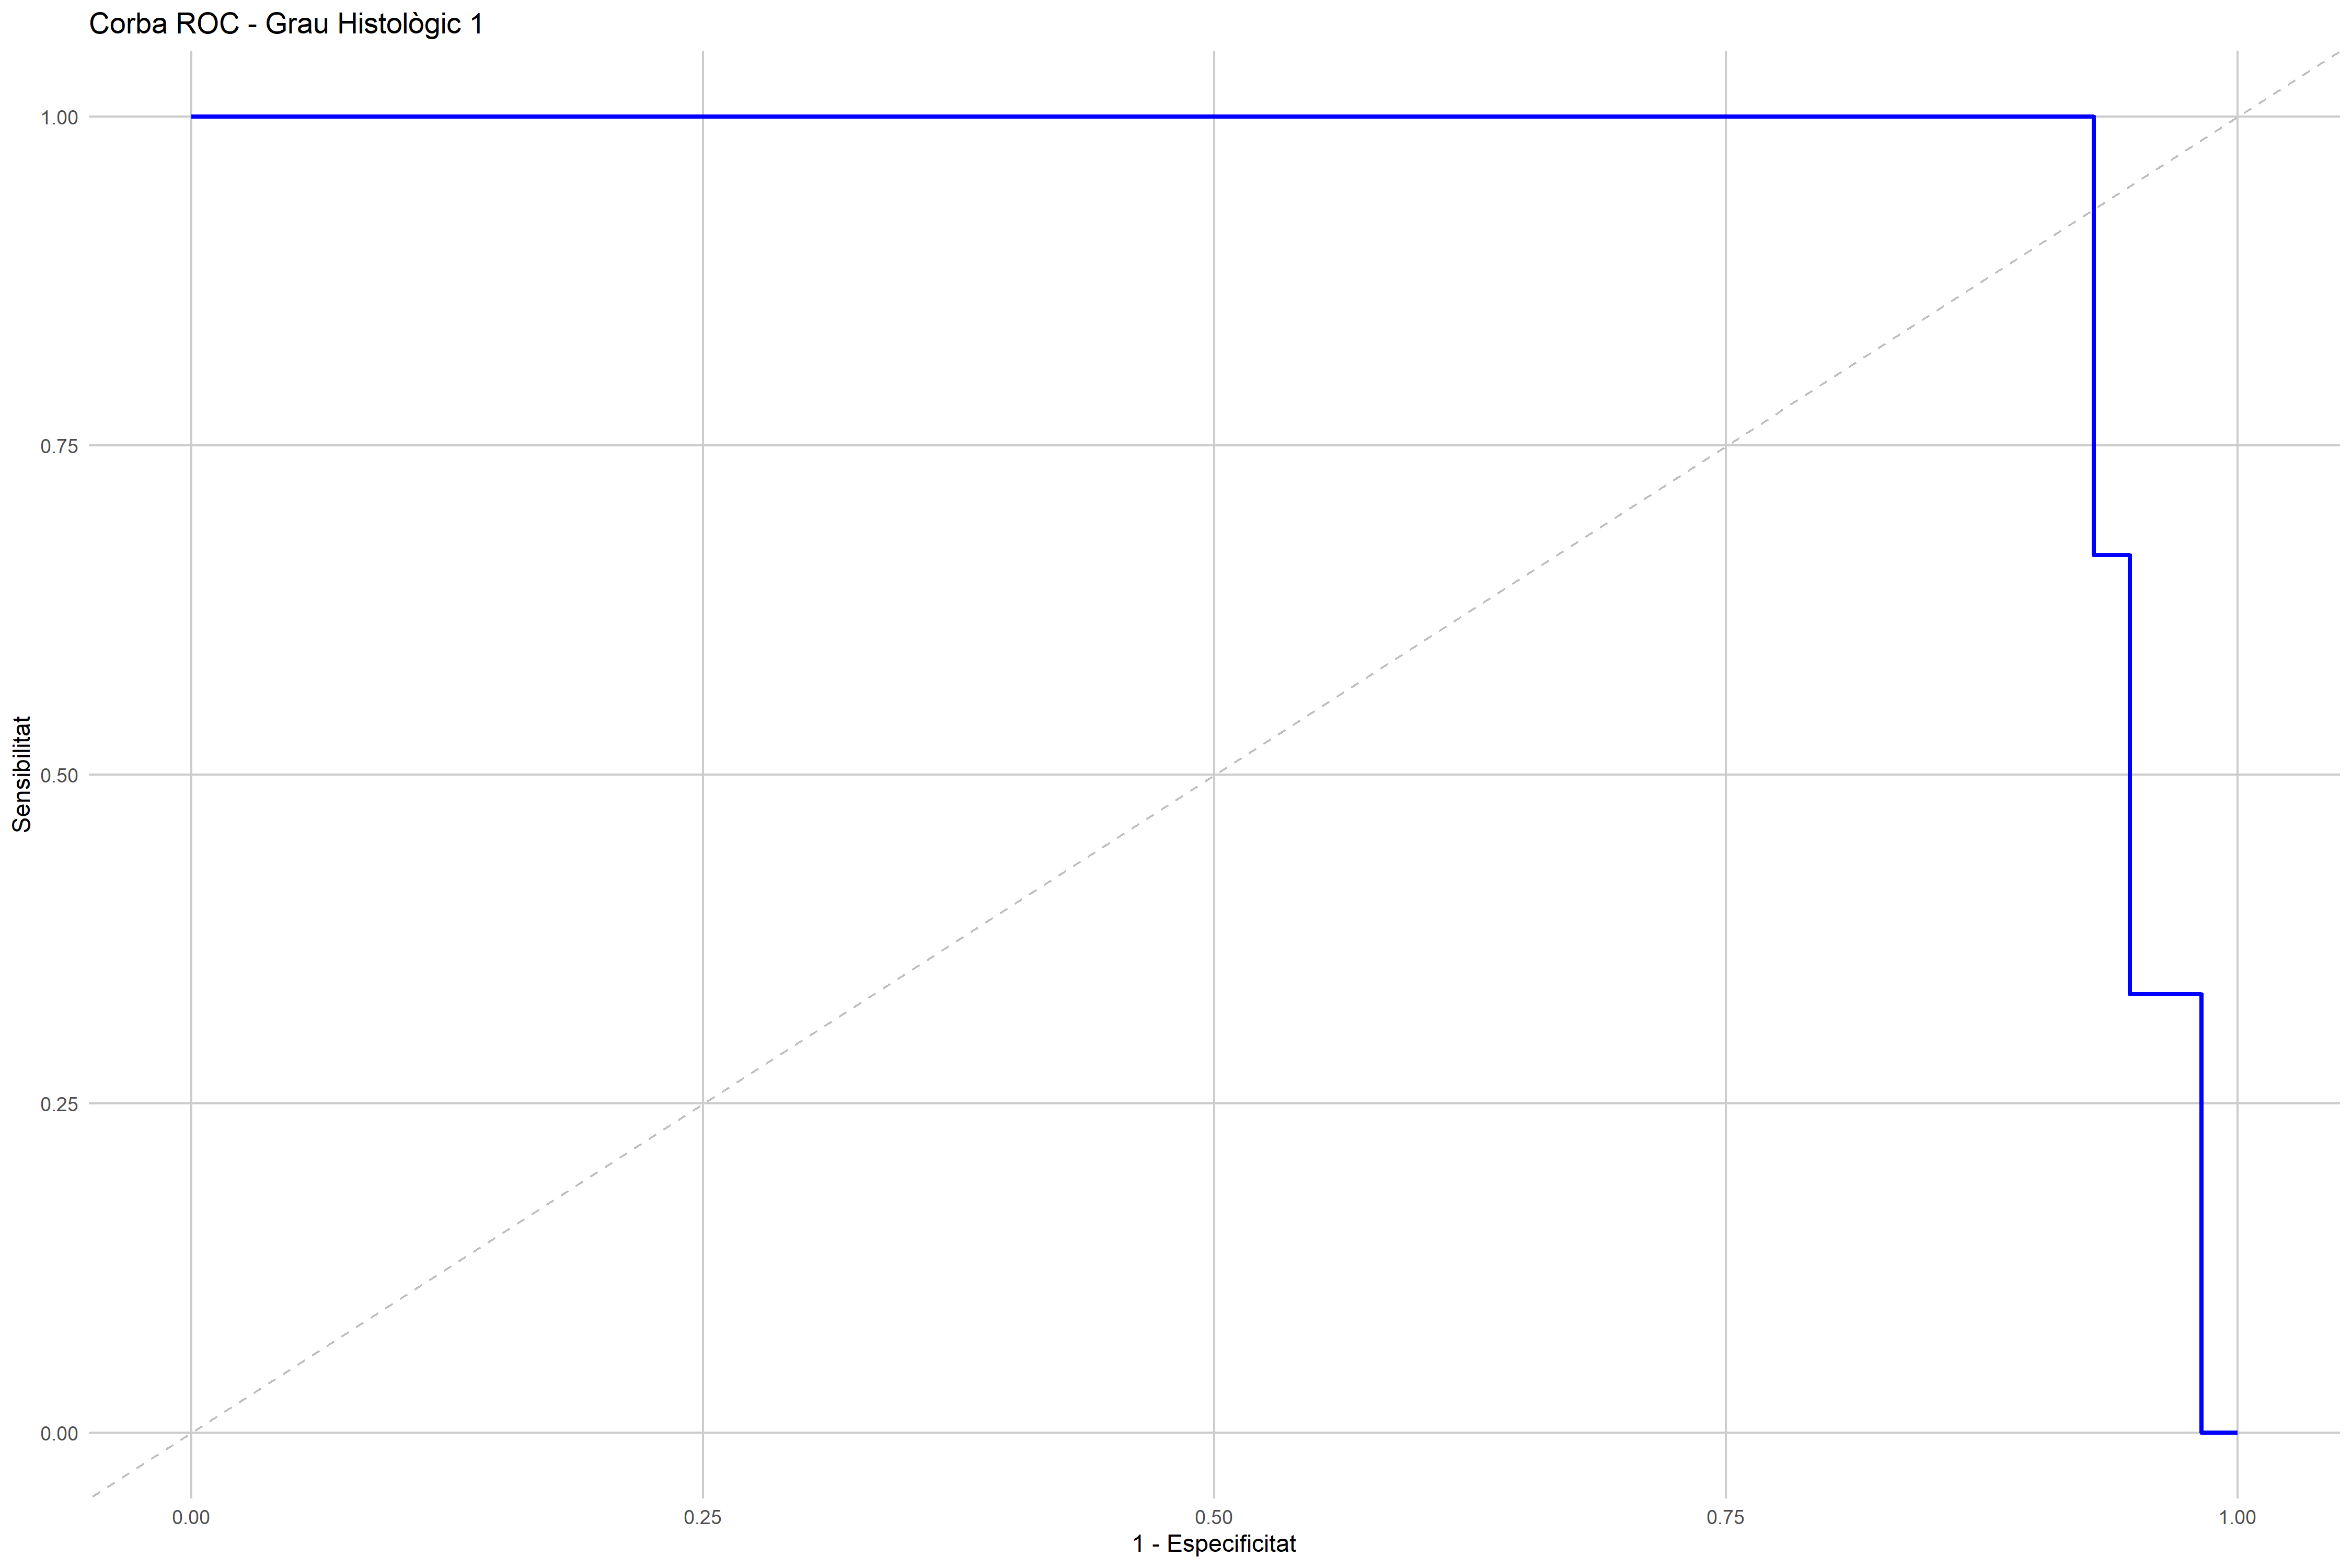 Corba ROC - Grau Histològic 1
1.00
0.75
0.50
0.25
0.00
Sensibilitat
0.00 0.25 0.50 0.75 1.00
1 - Especificitat